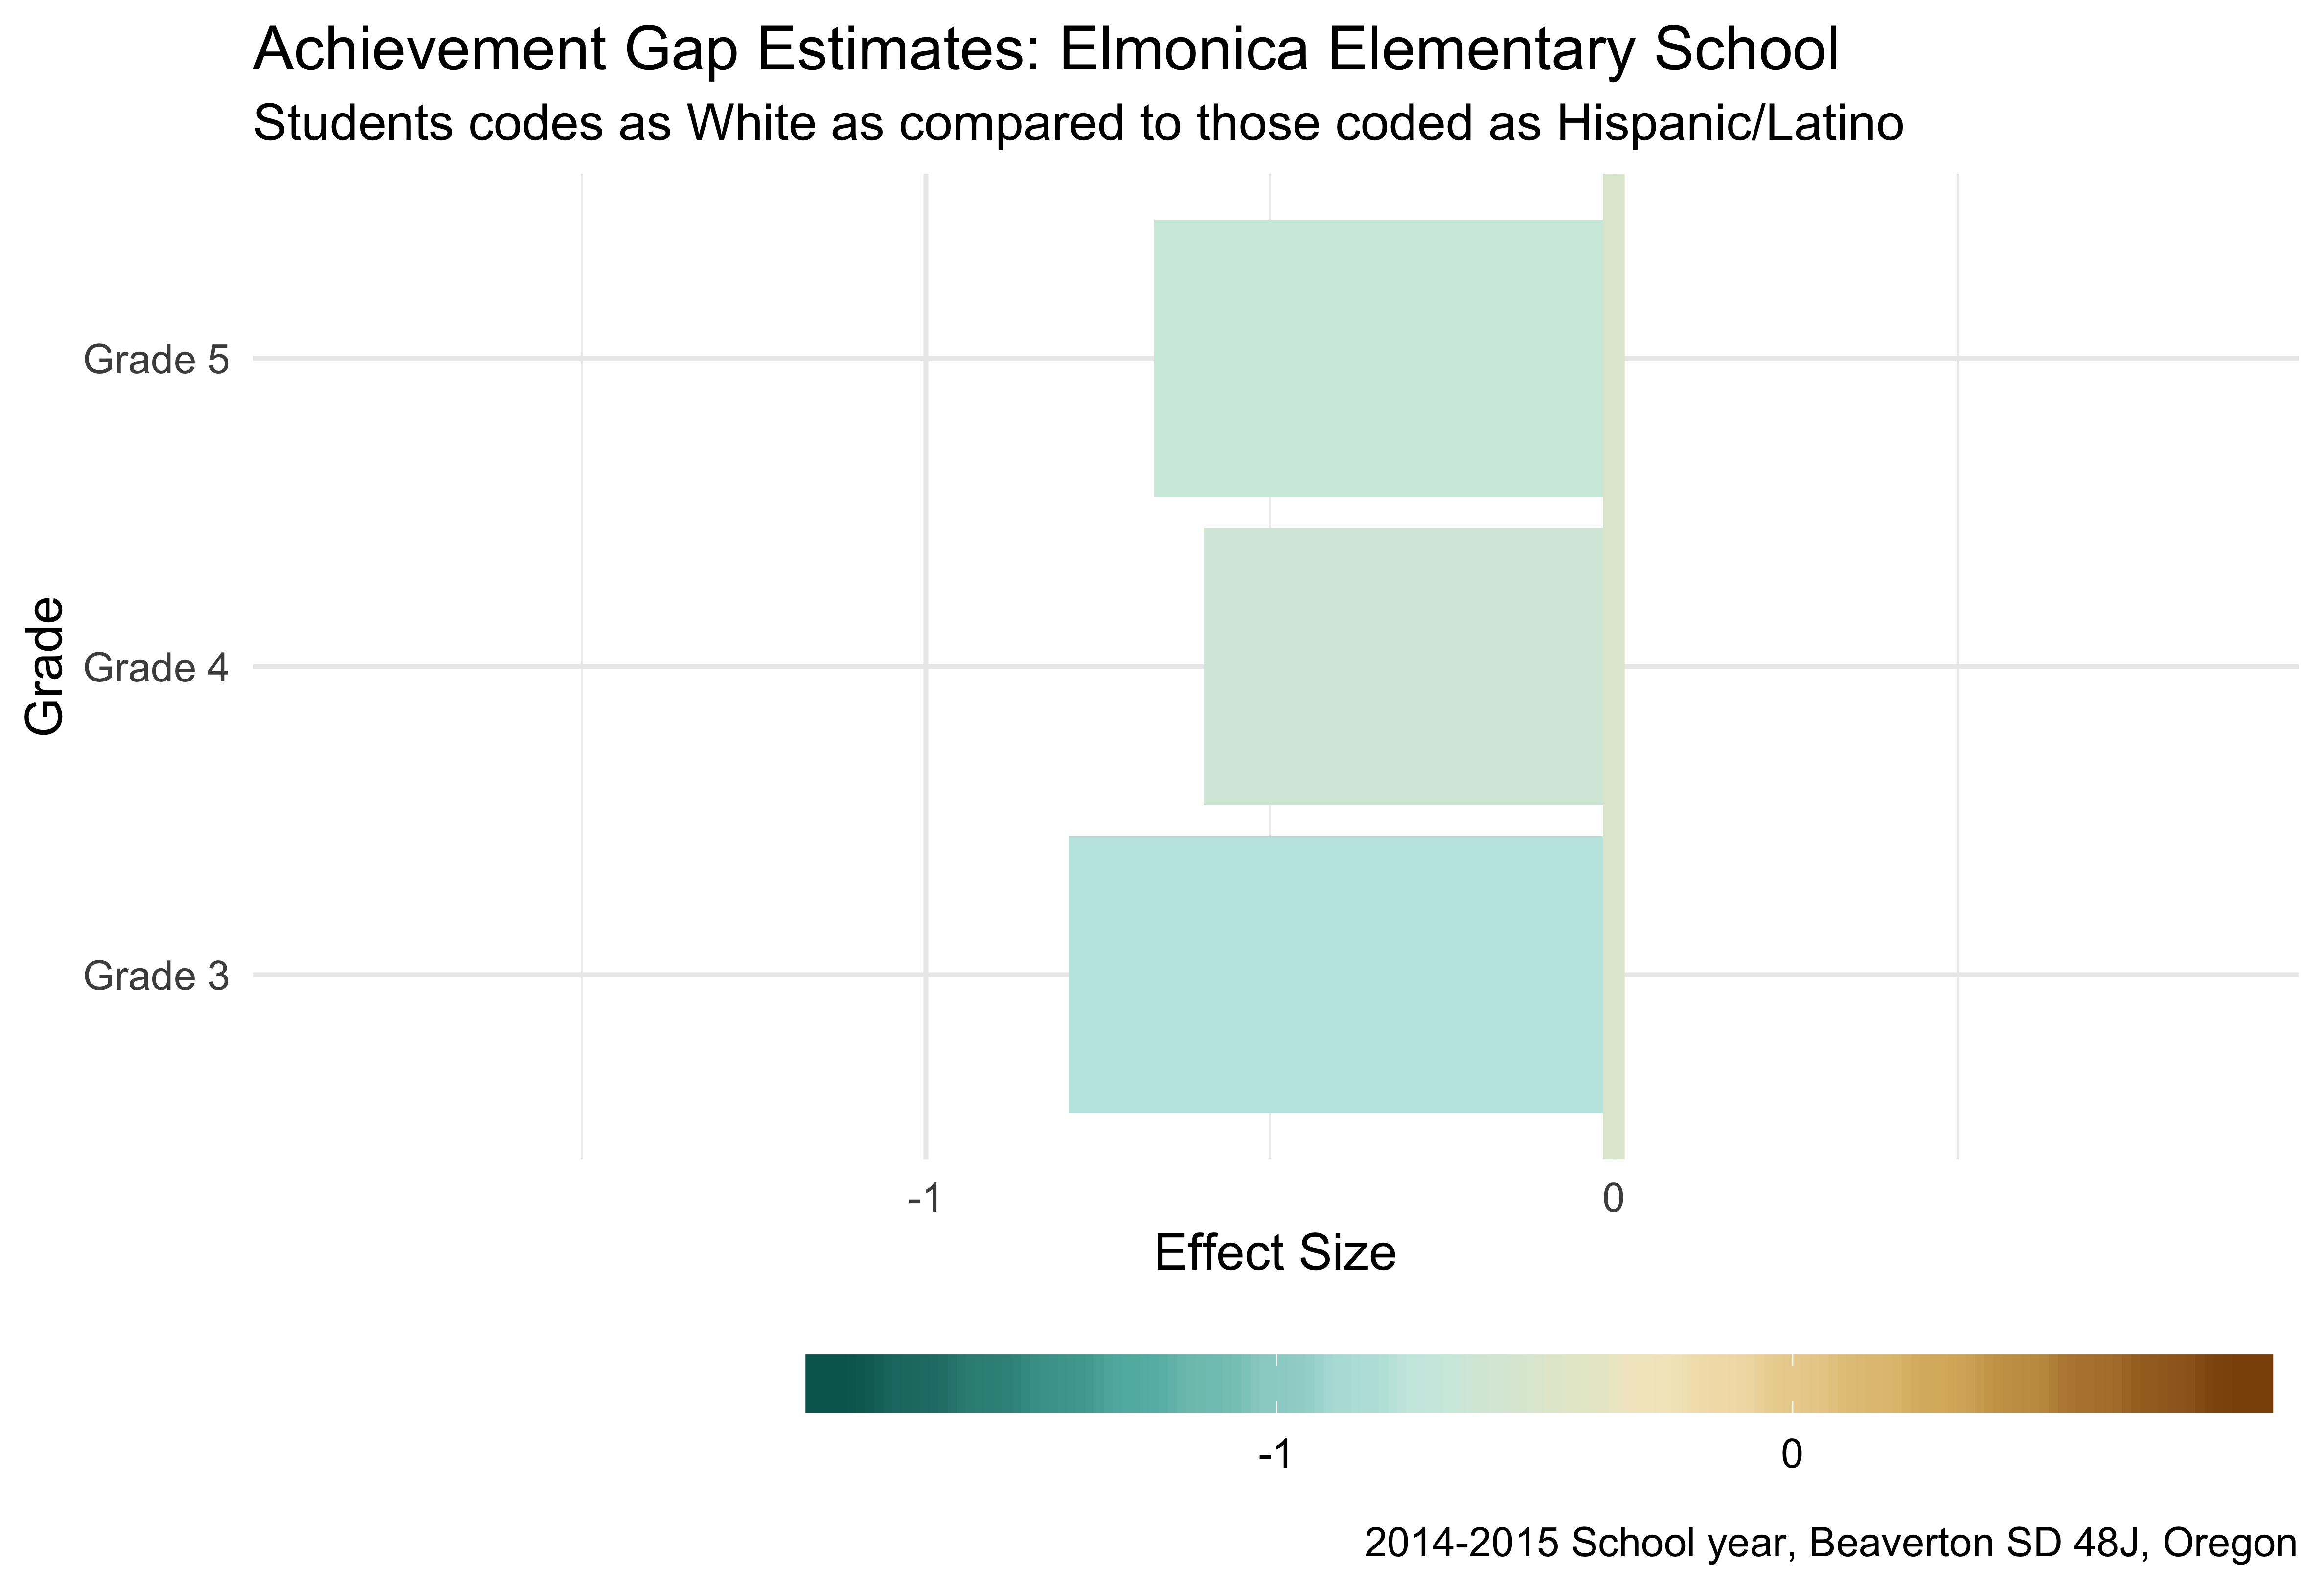 Achievement Gap Estimates: Elmonica Elementary School
Students codes as White as compared to those coded as Hispanic/Latino
Grade 5
Grade 4
Grade 3
Grade
-1
0
Effect Size
-1
0
2014-2015 School year, Beaverton SD 48J, Oregon